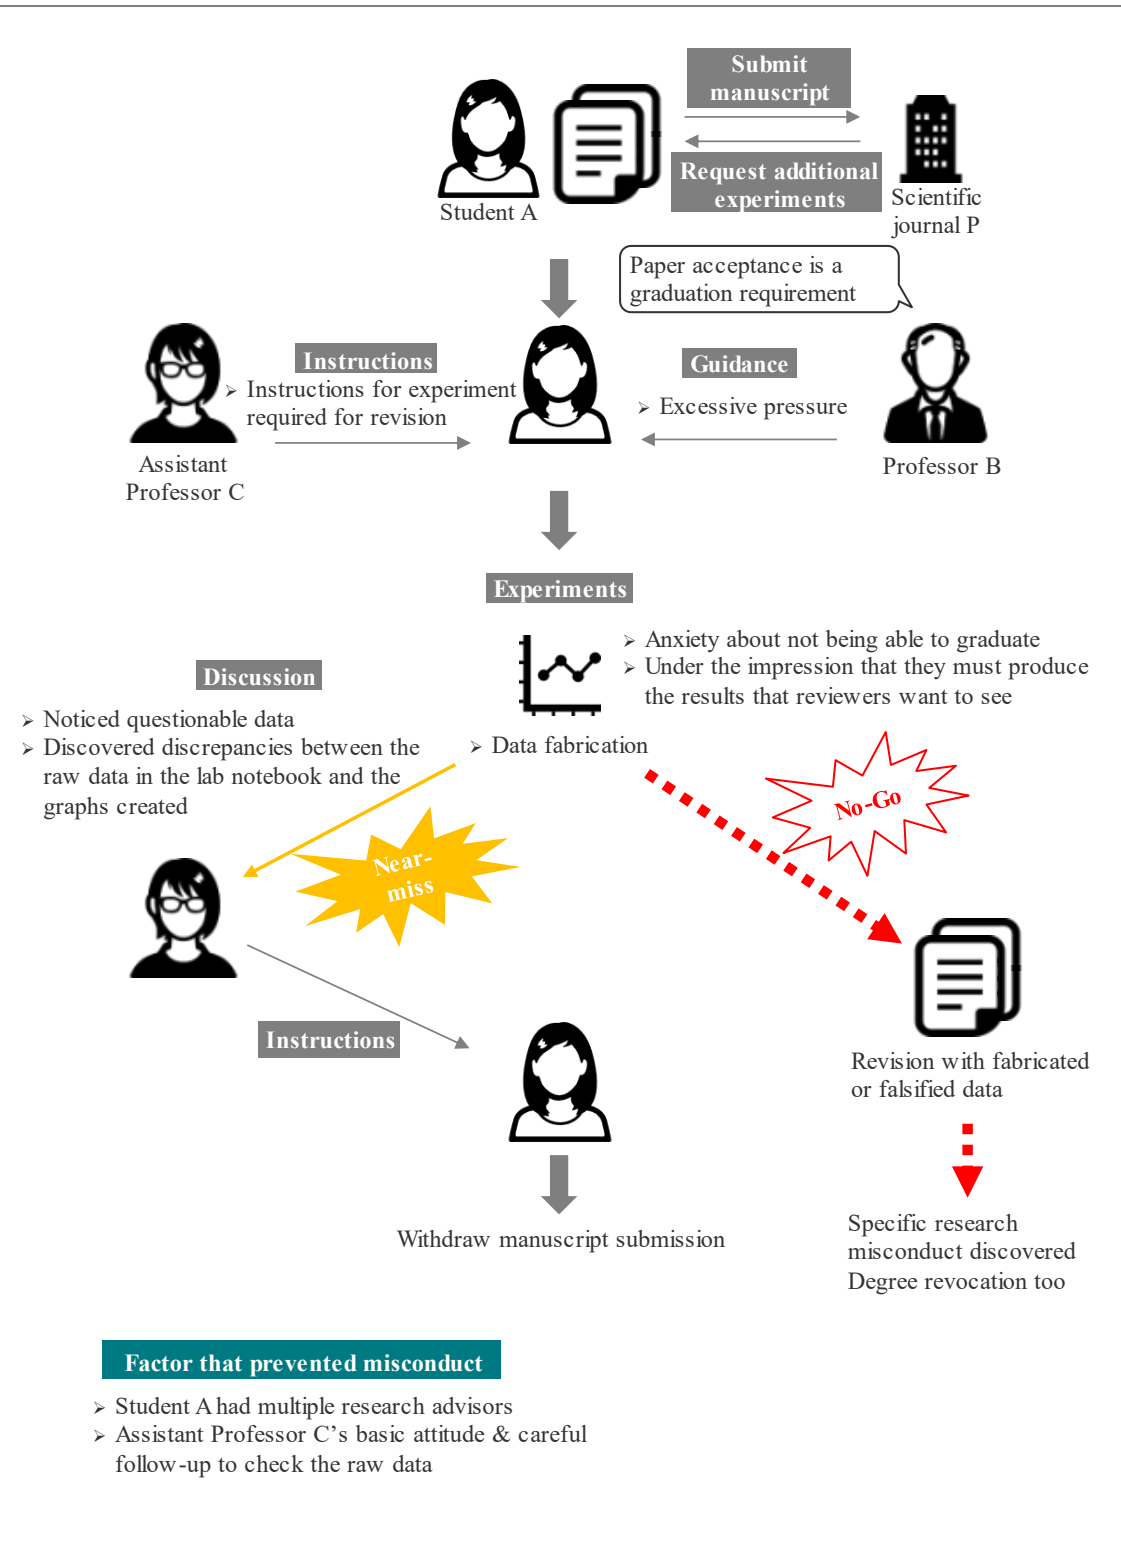 Submit
manuscript
Request additional
experiments
Student A
Scientific
journal P
Paper acceptance is a
graduation requirement
Instructions
➢ Instructions for experiment
required for revision
Guidance
➢ Excessive pressure
Assistant
Professor C
Professor B
Experiments
➢ Anxiety about not being able to graduate
➢ Under the impression that they must produce
the results that reviewers want to see
Discussion
➢ Noticed questionable data
➢ Discovered discrepancies between the
raw data in the lab notebook and the
graphs created
➢ Data fabrication
No-Go
Near-
miss
Instructions
Revision with fabricated
or falsified data
Withdraw manuscript submission
Specific research
misconduct discovered
Degree revocation too
Factor that prevented misconduct
➢ Student A had multiple research advisors
➢ Assistant Professor C’s basic attitude & careful
follow-up to check the raw data